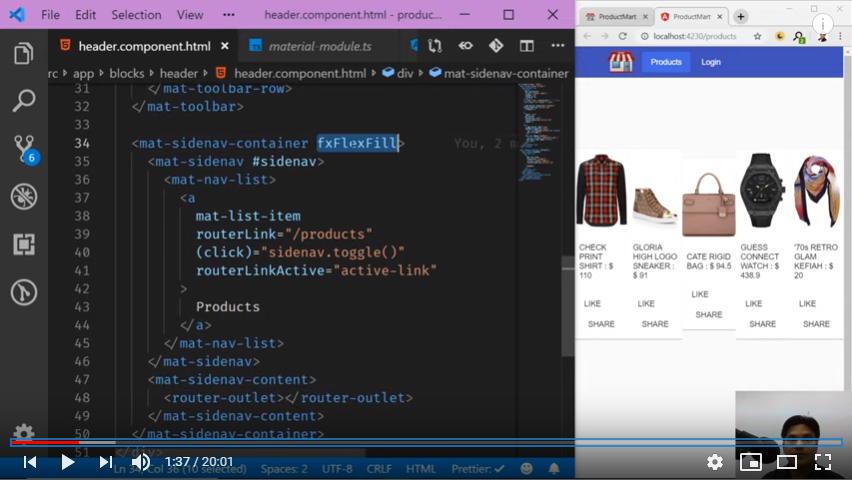 File Edit Selection View ••• header.component.html - produc...
header.component.html × material-module.ts
rc › app › blocks › header › header.component.html › div › mat-sidenav-container
31 </mat-toolbar-row>
32 </mat-toolbar>
33
34 <mat-sidenav-container fxFlexFill> You, 2 m
35 <mat-sidenav #sidenav>
36 <mat-nav-list>
37 <a
38 mat-list-item
39 routerLink="/products"
40 (click)="sidenav.toggle()"
41 routerLinkActive="active-link"
42 >
43 Products
44 </a>
45 </mat-nav-list>
46 </mat-sidenav>
47 <mat-sidenav-content>
48 <router-outlet></router-outlet>
49 </mat-sidenav-content>
50 </mat-sidenav-container>
51 </div>
6
Ln 34, Col 36 (10 selected) Spaces: 2 UTF-8 CRLF HTML Prettier: ✓
1:37 / 20:01
ProductMart × ProductMart ×
localhost:4230/products
Products Login
CHECK
PRINT
SHIRT : $
110
LIKE
SHARE
GLORIA
HIGH LOGO
SNEAKER :
$ 91
LIKE
SHARE
CATE RIGID
BAG : $ 94.5
LIKE
SHARE
GUESS
CONNECT
WATCH : $
438.9
LIKE
SHARE
'70s RETRO
GLAM
KEFIAH : $
20
LIKE
SHARE